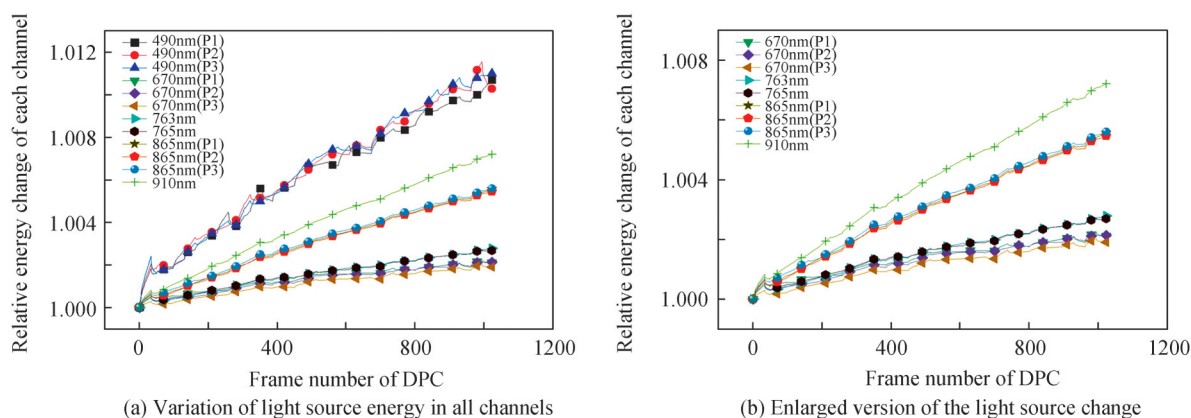 Relative energy change of each channel
1.012
1.008
1.004
1.000
490nm(P1)
490nm(P2)
490nm(P3)
670nm(P1)
670nm(P2)
670nm(P3)
763nm
765nm
865nm(P1)
865nm(P2)
865nm(P3)
910nm
0 400 800 1200
Frame number of DPC
(a) Variation of light source energy in all channels
Relative energy change of each channel
1.008
1.004
1.000
670nm(P1)
670nm(P2)
670nm(P3)
763nm
765nm
865nm(P1)
865nm(P2)
865nm(P3)
910nm
0 400 800 1200
Frame number of DPC
(b) Enlarged version of the light source change